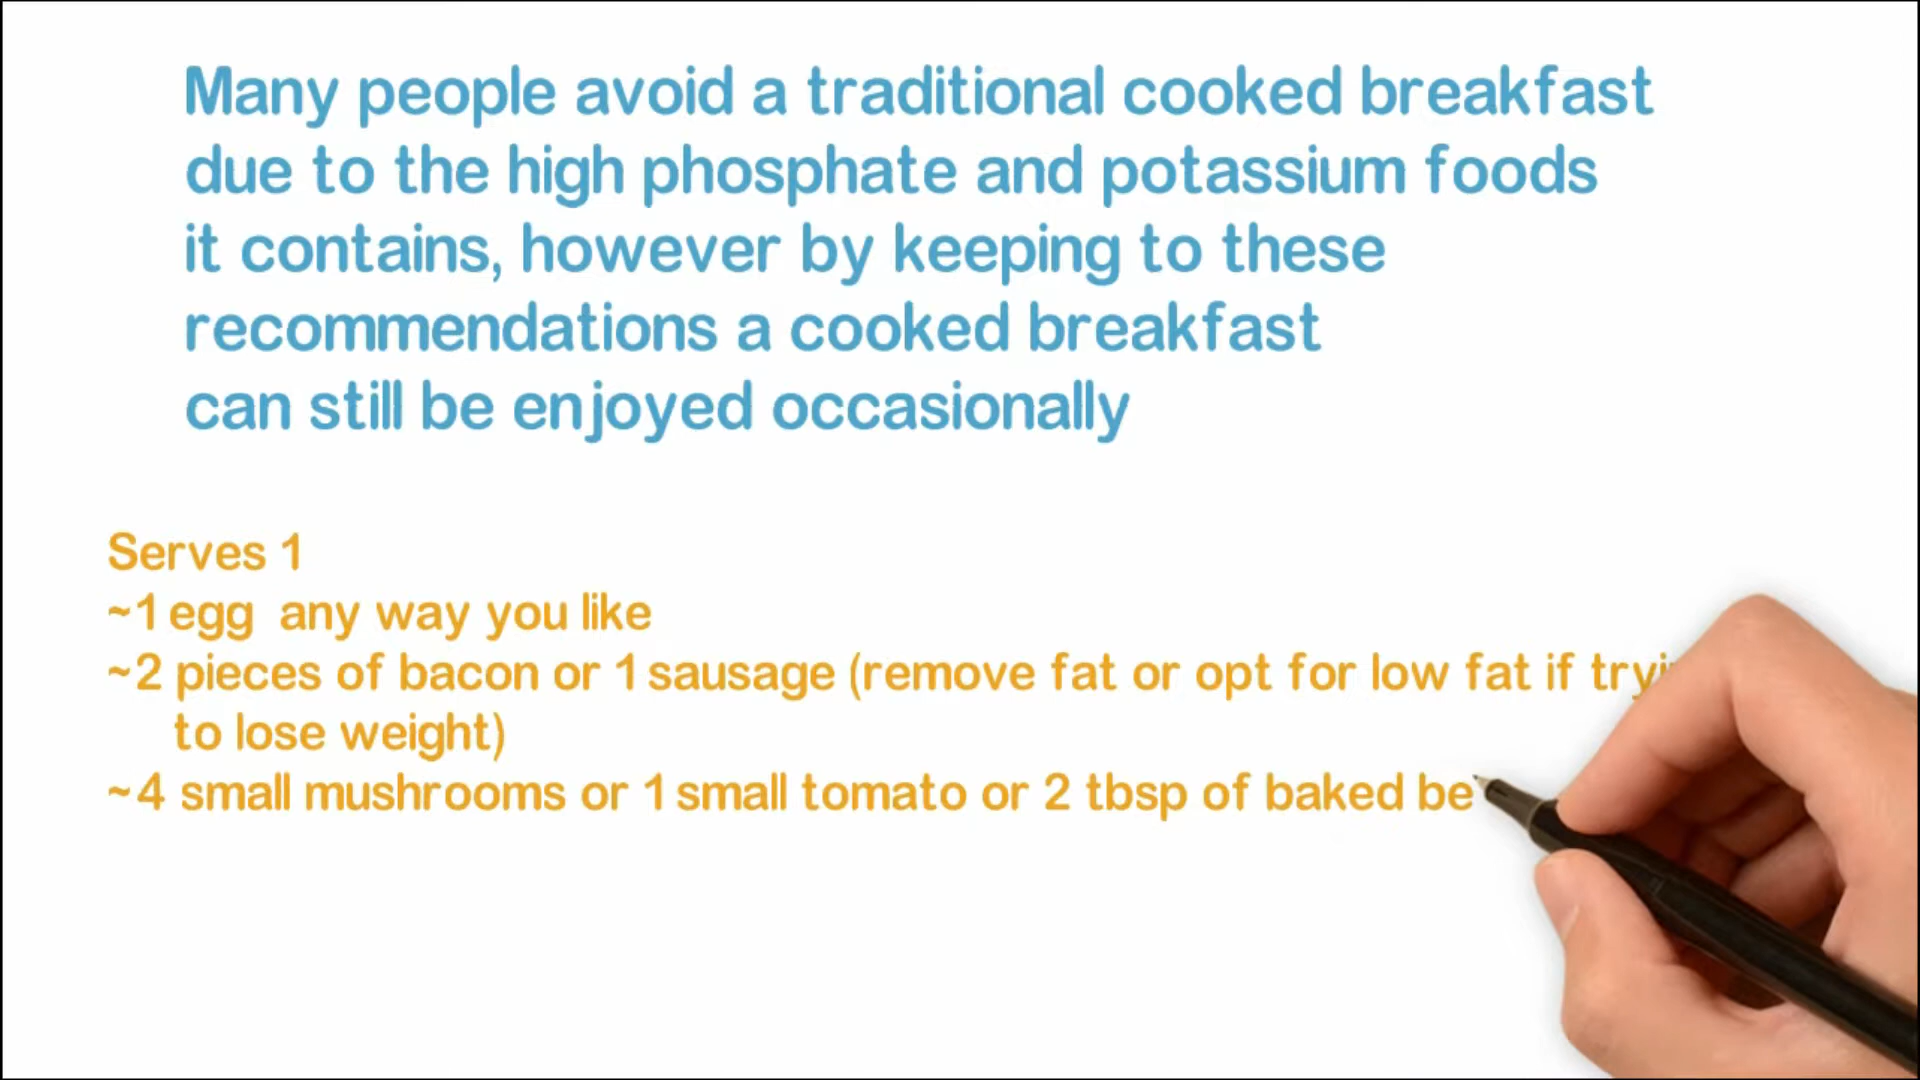 Many people avoid a traditional cooked breakfast
due to the high phosphate and potassium foods
it contains, however by keeping to these
recommendations a cooked breakfast
can still be enjoyed occasionally
Serves 1
~1 egg any way you like
~2 pieces of bacon or 1 sausage (remove fat or opt for low fat if
to lose weight)
~4 small mushrooms or 1 small tomato or 2 tbsp of baked be